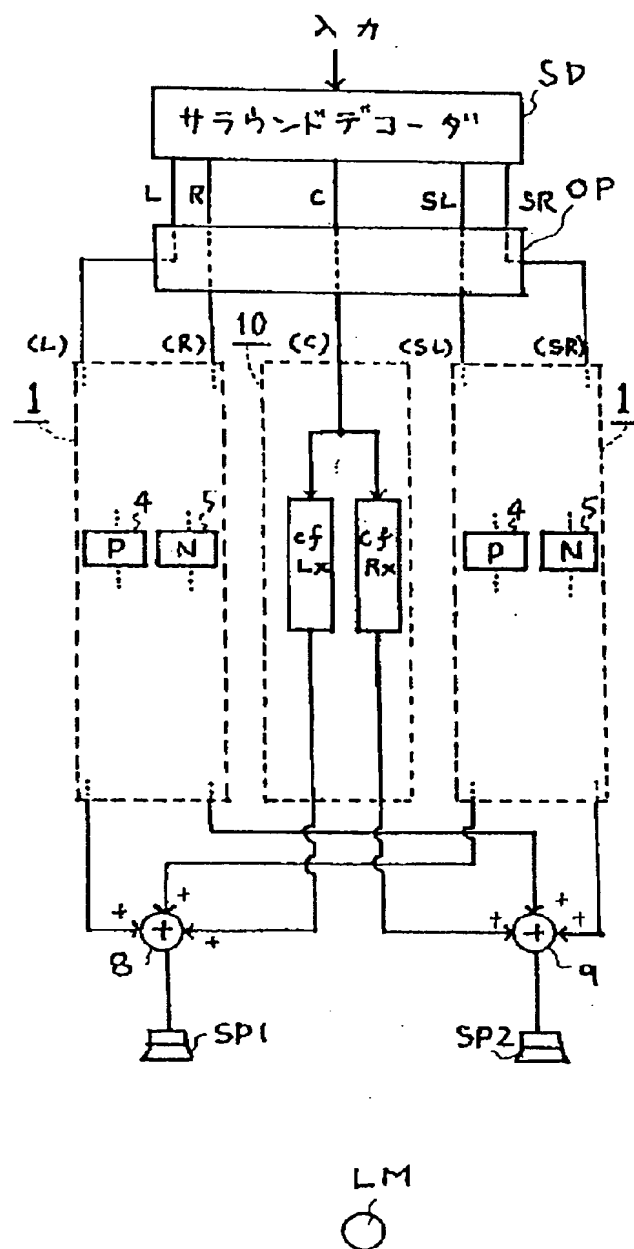 入力
SD
サラウンドデコーダ
L R C SL SR
OP
10
(L) (R) (C) (SL) (SR)
1 1
4 5 4 5
P N P N
cf Lx
cf Rx
+ + + + + +
+ +
8 9
SP1 SP2
LM